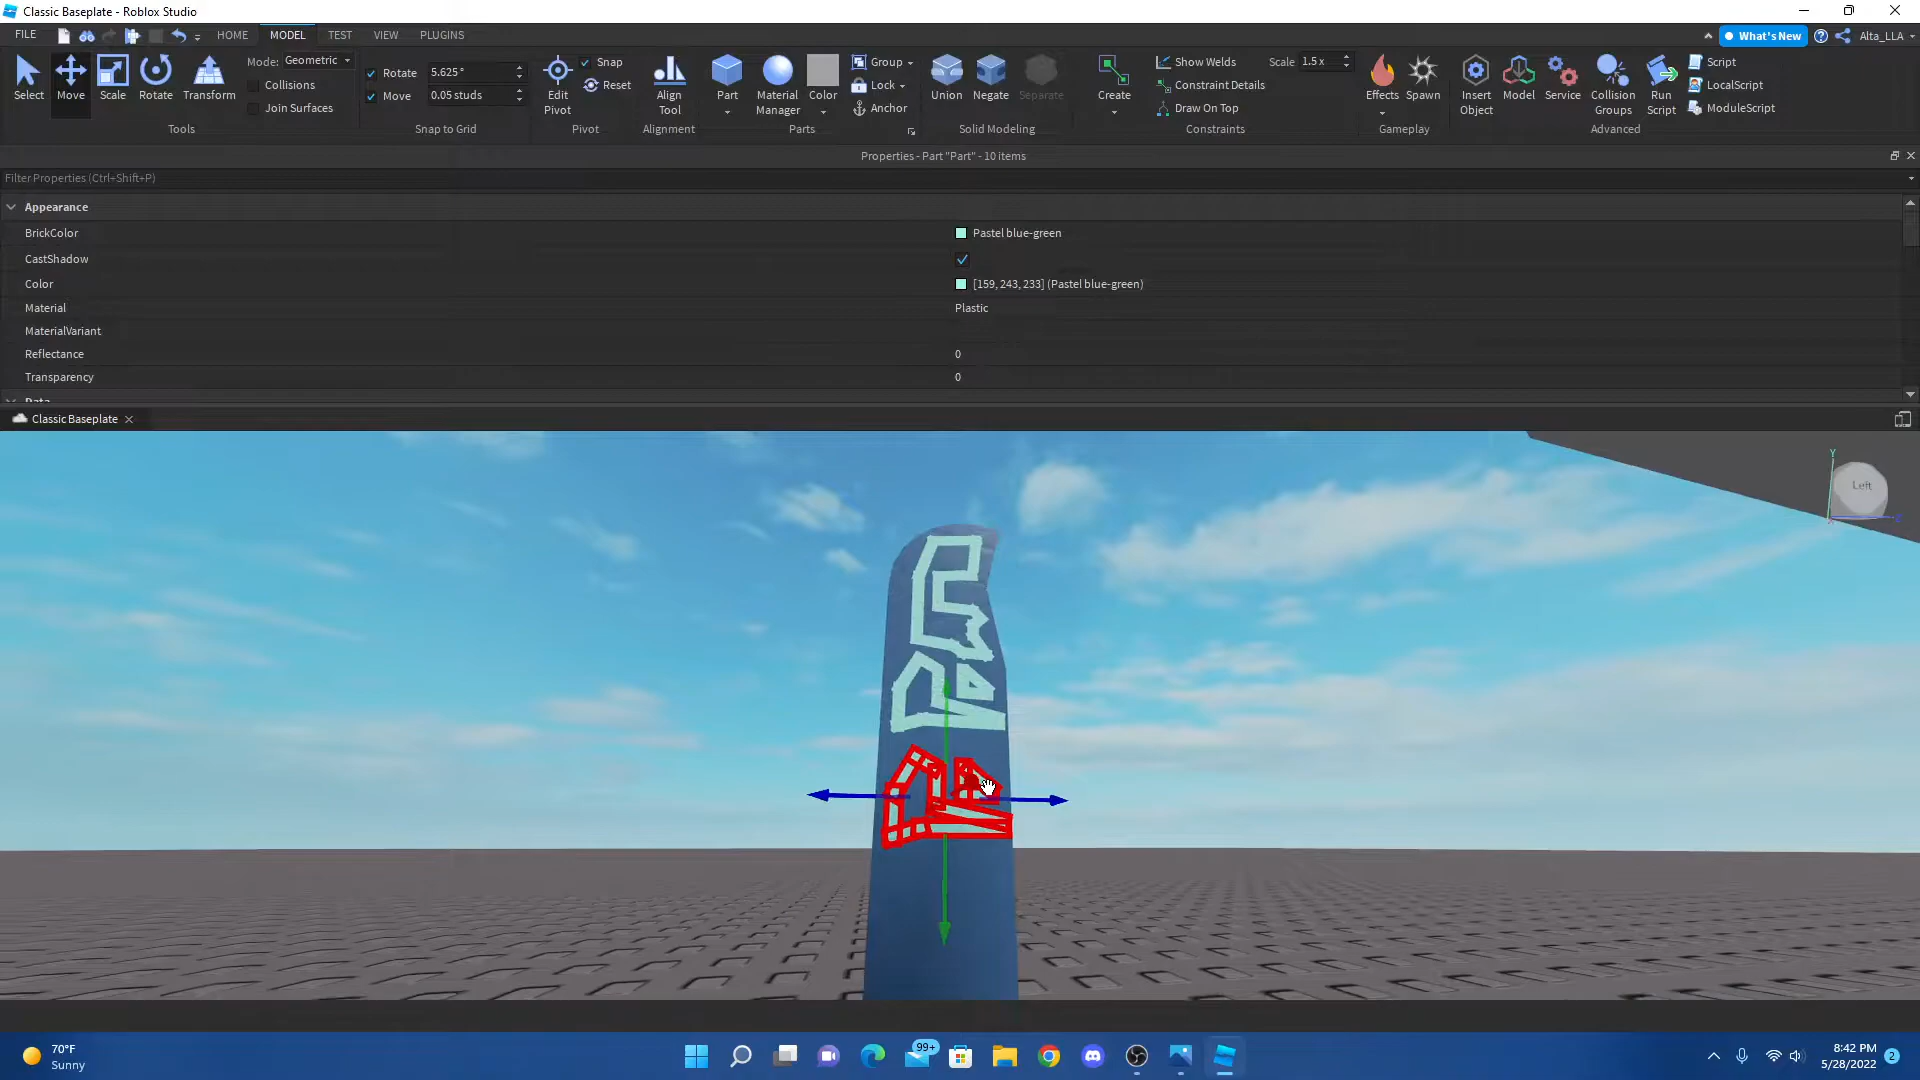 Classic Baseplate - Roblox Studio
FILE HOME MODEL TEST VIEW PLUGINS What's New Alta_LLA
Select Move Scale Rotate Transform
Mode: Geometric
Collisions
Join Surfaces
Tools
Rotate 5.625 °
Move 0.05 studs
Snap to Grid
Edit Pivot
Snap
Reset
Pivot
Align Tool
Alignment
Part
Material Manager
Color
Group
Lock
Anchor
Parts
Union Negate Separate
Solid Modeling
Create
Show Welds
Constraint Details
Draw On Top
Scale 1.5 x
Constraints
Effects Spawn
Gameplay
Insert Object
Model
Service
Collision Groups
Run Script
Script
LocalScript
ModuleScript
Advanced
Properties - Part "Part" - 10 items
Filter Properties (Ctrl+Shift+P)
Appearance
BrickColor Pastel blue-green
CastShadow
Color [159, 243, 233] (Pastel blue-green)
Material Plastic
MaterialVariant
Reflectance 0
Transparency 0
Data
Classic Baseplate
Y
Left
70°F
Sunny
99+
8:42 PM
5/28/2022
2